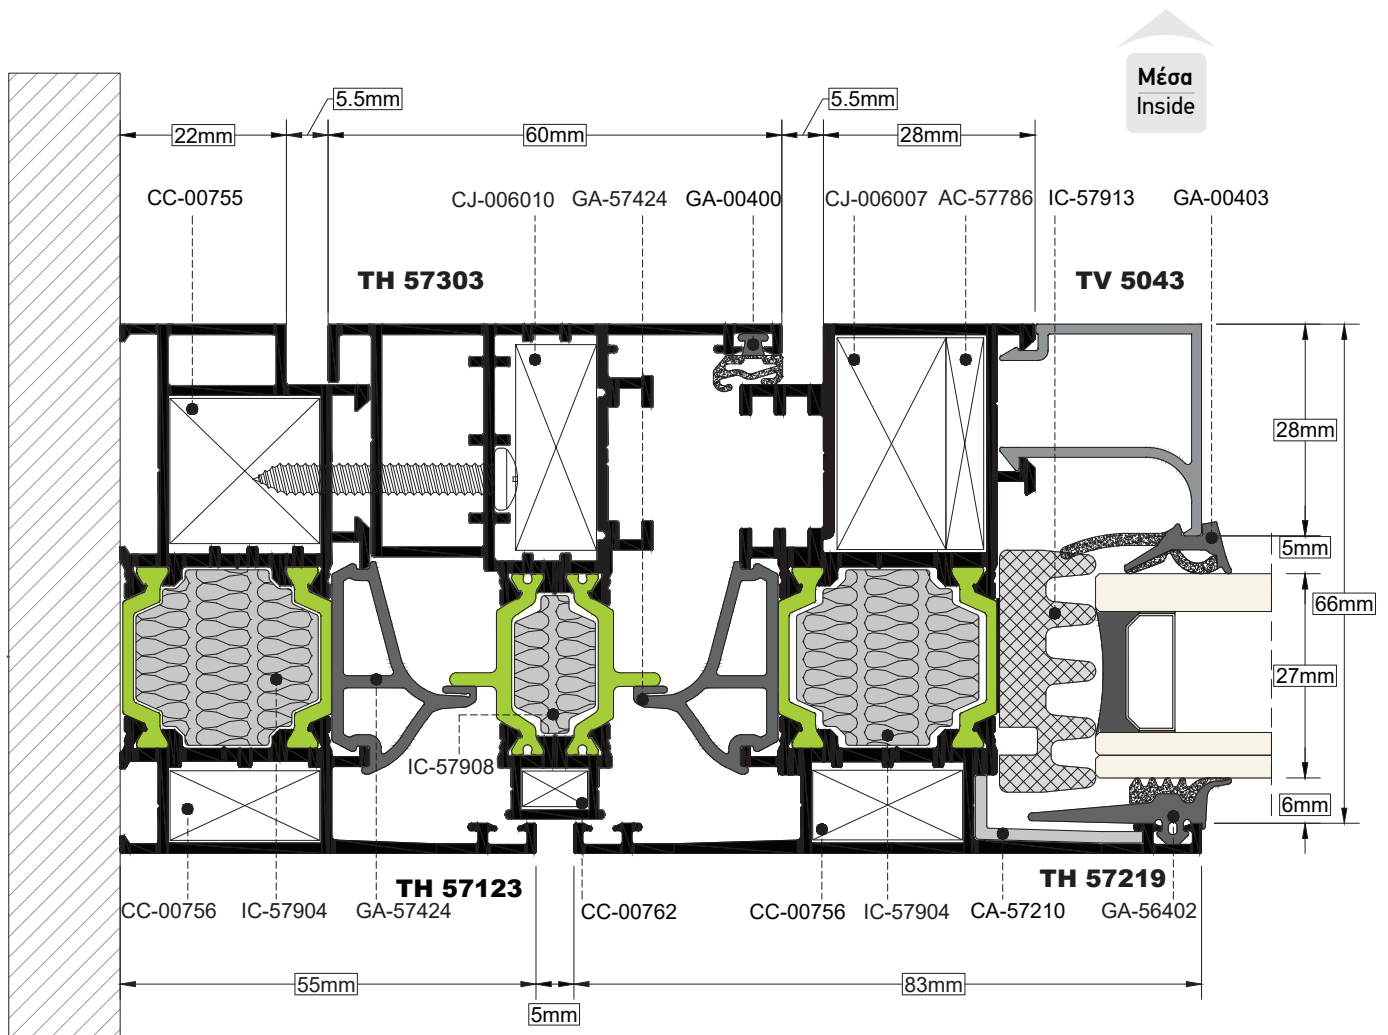 Μέσα
Inside
5.5mm
5.5mm
22mm
60mm
28mm
CC-00755
CJ-006010
GA-57424
GA-00400
CJ-006007
AC-57786
IC-57913
GA-00403
TH 57303
TV 5043
28mm
5mm
66mm
27mm
IC-57908
6mm
TH 57123
TH 57219
CC-00756
IC-57904
GA-57424
CC-00762
CC-00756
IC-57904
CA-57210
GA-56402
55mm
83mm
5mm